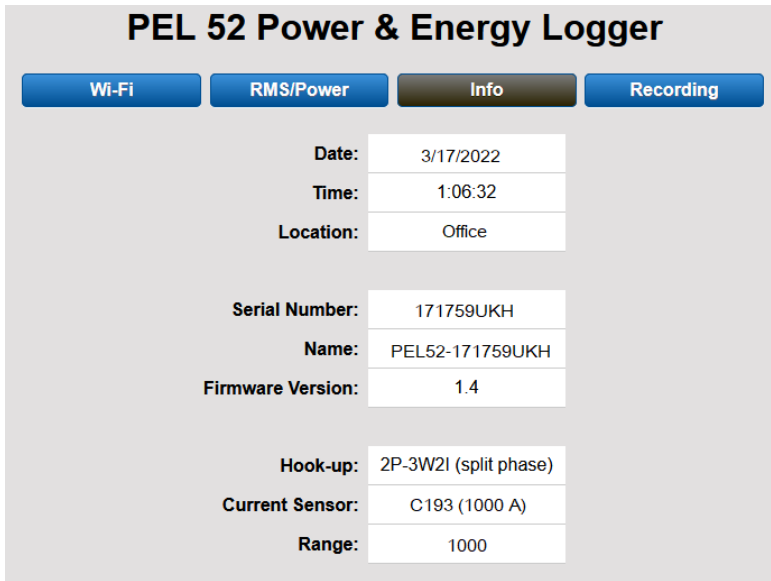 PEL 52 Power & Energy Logger
Wi-Fi RMS/Power Info Recording
Date: 3/17/2022
Time: 1:06:32
Location: Office
Serial Number: 171759UKH
Name: PEL52-171759UKH
Firmware Version: 1.4
Hook-up: 2P-3W2I (split phase)
Current Sensor: C193 (1000 A)
Range: 1000